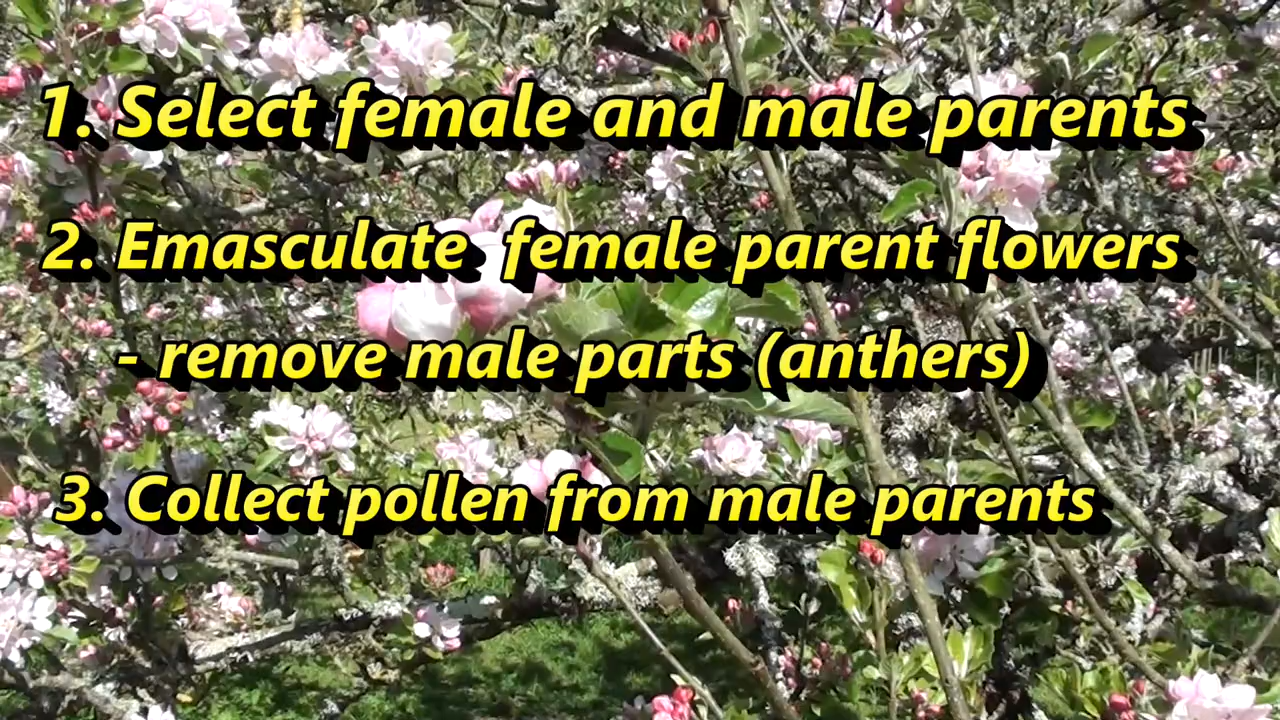 1. Select female and male parents
2. Emasculate female parent flowers
- remove male parts (anthers)
3. Collect pollen from male parents